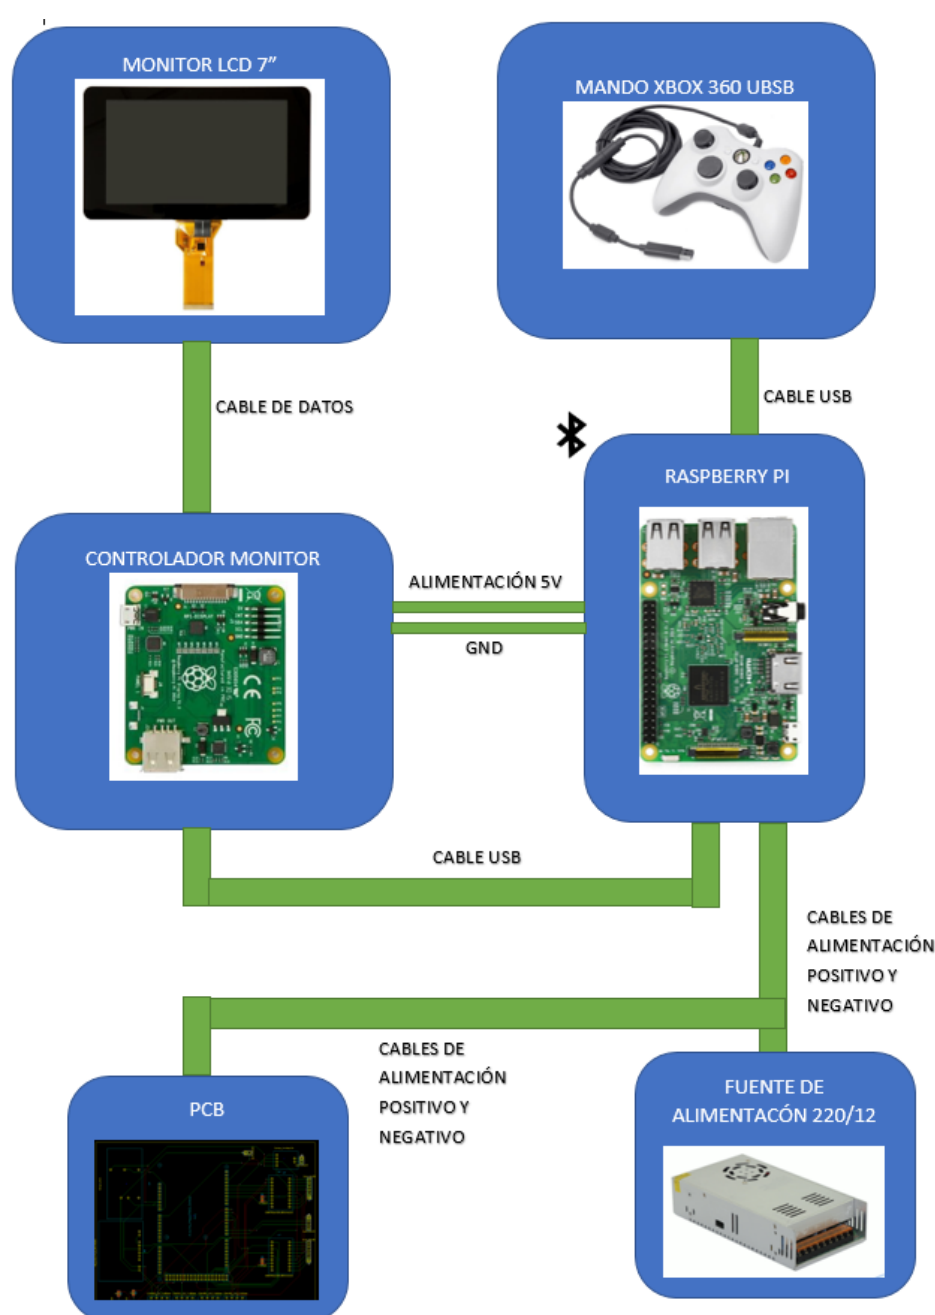 MONITOR LCD 7”
MANDO XBOX 360 UBSB
CABLE DE DATOS
CABLE USB
RASPBERRY PI
CONTROLADOR MONITOR
ALIMENTACIÓN 5V
GND
CABLE USB
CABLES DE
ALIMENTACIÓN
POSITIVO Y
NEGATIVO
CABLES DE
ALIMENTACIÓN
POSITIVO Y
NEGATIVO
PCB
FUENTE DE
ALIMENTACÓN 220/12